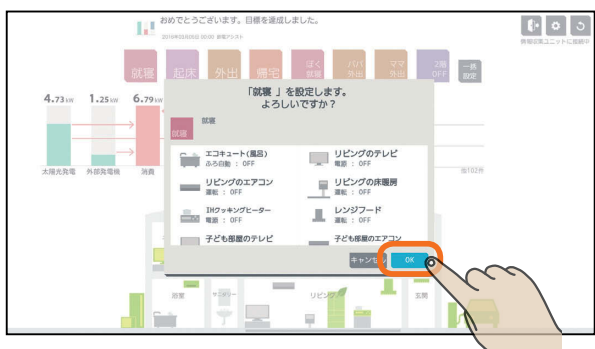 おめでとうございます。目標を達成しました。
就寝 起床 外出 帰宅 ぼく 就寝 パパ 外出 ママ 外出 2階 OFF 一括 設定
4.73 kW 1.25 kW 6.79 kW
「就寝 」を設定します。
よろしいですか?
就寝
就寝
エコキュート(風呂)
ふろ自動 : OFF
リビングのテレビ
電源 : OFF
リビングのエアコン
運転 : OFF
リビングの床暖房
運転 : OFF
IHクッキングヒーター
電源 : OFF
レンジフード
運転 : OFF
子ども部屋のテレビ
子ども部屋のエアコン
キャンセル OK
太陽光発電 外部発電機 消費
浴室 リビング 玄関